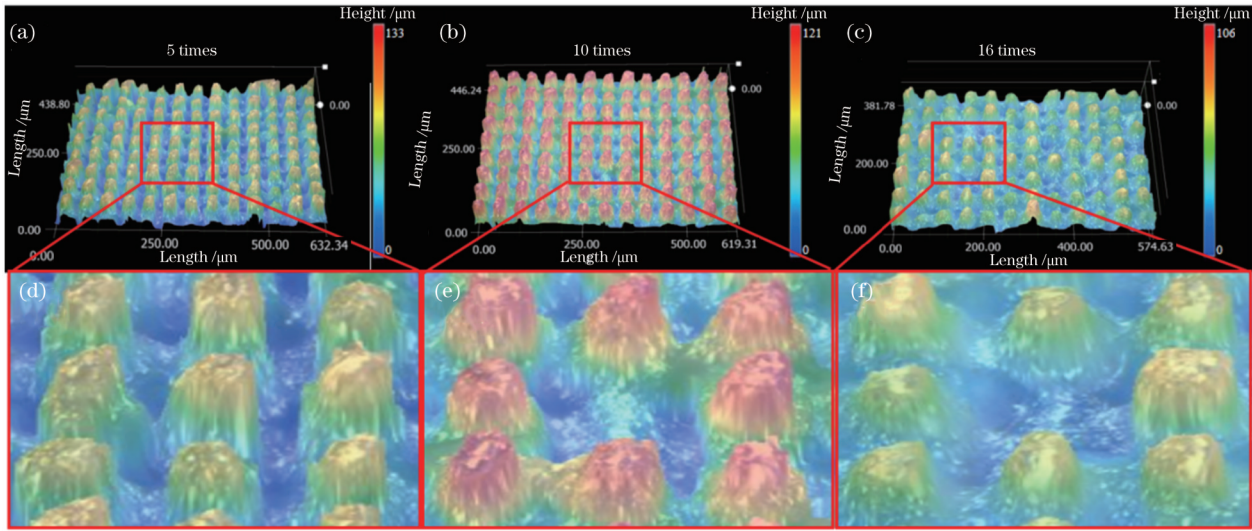 (a)
Height /μm
133
5 times
0.00
438.80
Length /μm
250.00
0.00
0.00
250.00
500.00
632.34
Length /μm
0
(b)
Height /μm
121
10 times
0.00
446.24
Length /μm
250.00
0.00
0.00
250.00
500.00
619.31
Length /μm
0
(c)
Height /μm
106
16 times
0.00
381.78
Length /μm
200.00
0.00
0.00
200.00
400.00
574.63
Length /μm
0
(d)
(e)
(f)